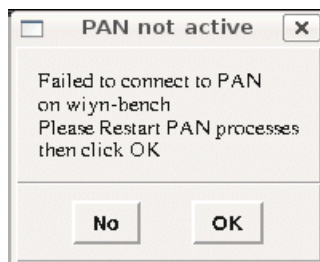 PAN not active
Failed to connect to PAN
on wiyn-bench
Please Restart PAN processes
then click OK
No
OK